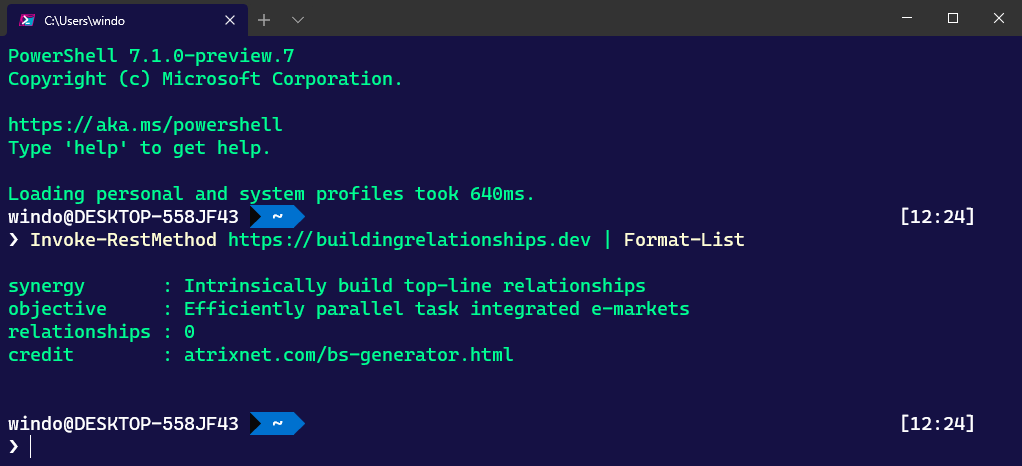 C:\Users\windo
PowerShell 7.1.0-preview.7
Copyright (c) Microsoft Corporation.
https://aka.ms/powershell
Type 'help' to get help.
Loading personal and system profiles took 640ms.
windo@DESKTOP-558JF43 ~ [12:24]
❯ Invoke-RestMethod https://buildingrelationships.dev | Format-List
synergy : Intrinsically build top-line relationships
objective : Efficiently parallel task integrated e-markets
relationships : 0
credit : atrixnet.com/bs-generator.html
windo@DESKTOP-558JF43 ~ [12:24]
❯